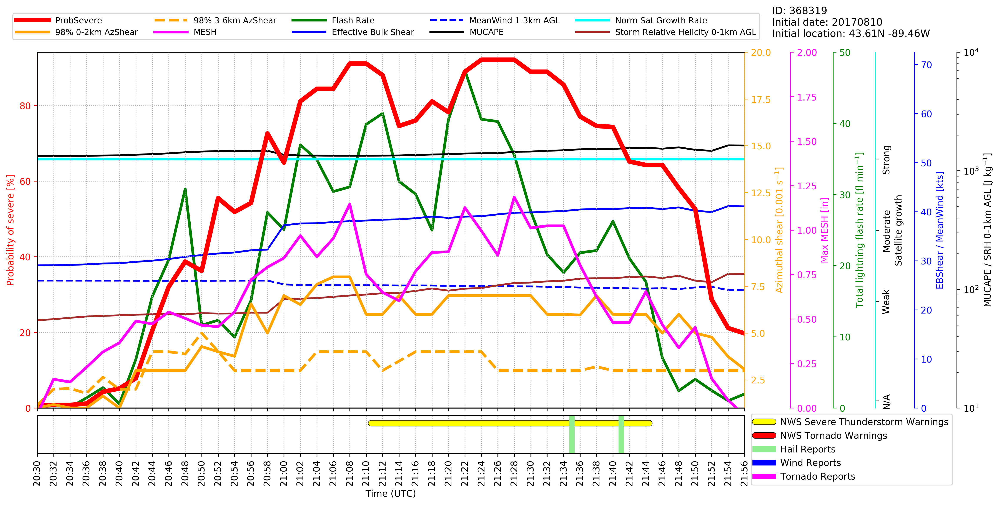 ProbSevere
98% 0-2km AzShear
98% 3-6km AzShear
MESH
Flash Rate
Effective Bulk Shear
MeanWind 1-3km AGL
MUCAPE
Norm Sat Growth Rate
Storm Relative Helicity 0-1km AGL
ID: 368319
Initial date: 20170810
Initial location: 43.61N -89.46W
Probability of severe [%]
80
60
40
20
0
20.0
17.5
15.0
12.5
10.0
7.5
5.0
2.5
Azimuthal shear [0.001 s⁻¹]
2.00
1.75
1.50
1.25
1.00
0.75
0.50
0.25
0.00
Max MESH [in]
50
40
30
20
10
0
Total lightning flash rate [fl min⁻¹]
Strong
Moderate
Weak
N/A
Satellite growth
70
60
50
40
30
20
10
0
EBShear / MeanWind [kts]
10⁴
10³
10²
10¹
MUCAPE / SRH 0-1km AGL [J kg⁻¹]
NWS Severe Thunderstorm Warnings
NWS Tornado Warnings
Hail Reports
Wind Reports
Tornado Reports
20:30
20:32
20:34
20:36
20:38
20:40
20:42
20:44
20:46
20:48
20:50
20:52
20:54
20:56
20:58
21:00
21:02
21:04
21:06
21:08
21:10
21:12
21:14
21:16
21:18
21:20
21:22
21:24
21:26
21:28
21:30
21:32
21:34
21:36
21:38
21:40
21:42
21:44
21:46
21:48
21:50
21:52
21:54
21:56
Time (UTC)